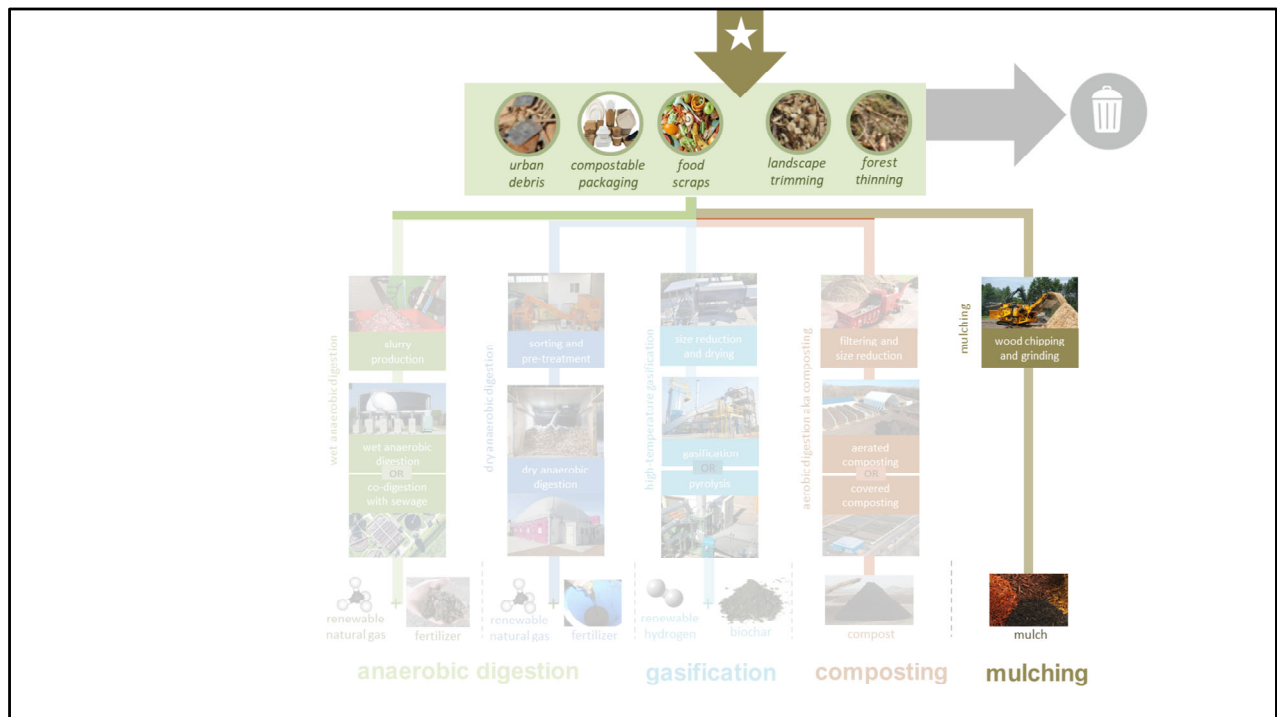 urban
debris
compostable
packaging
food
scraps
landscape
trimming
forest
thinning
wet anaerobic digestion
slurry
production
wet anaerobic
digestion
OR
co-digestion
with sewage
dry anaerobic digestion
sorting and
pre-treatment
dry anaerobic
digestion
high-temperature gasification
size reduction
and drying
gasification
OR
pyrolysis
aerobic digestion aka composting
filtering and
size reduction
aerated
composting
OR
covered
composting
mulching
wood chipping
and grinding
renewable
natural gas
+
fertilizer
renewable
natural gas
+
fertilizer
renewable
hydrogen
+
biochar
compost
mulch
anaerobic digestion
gasification
composting
mulching